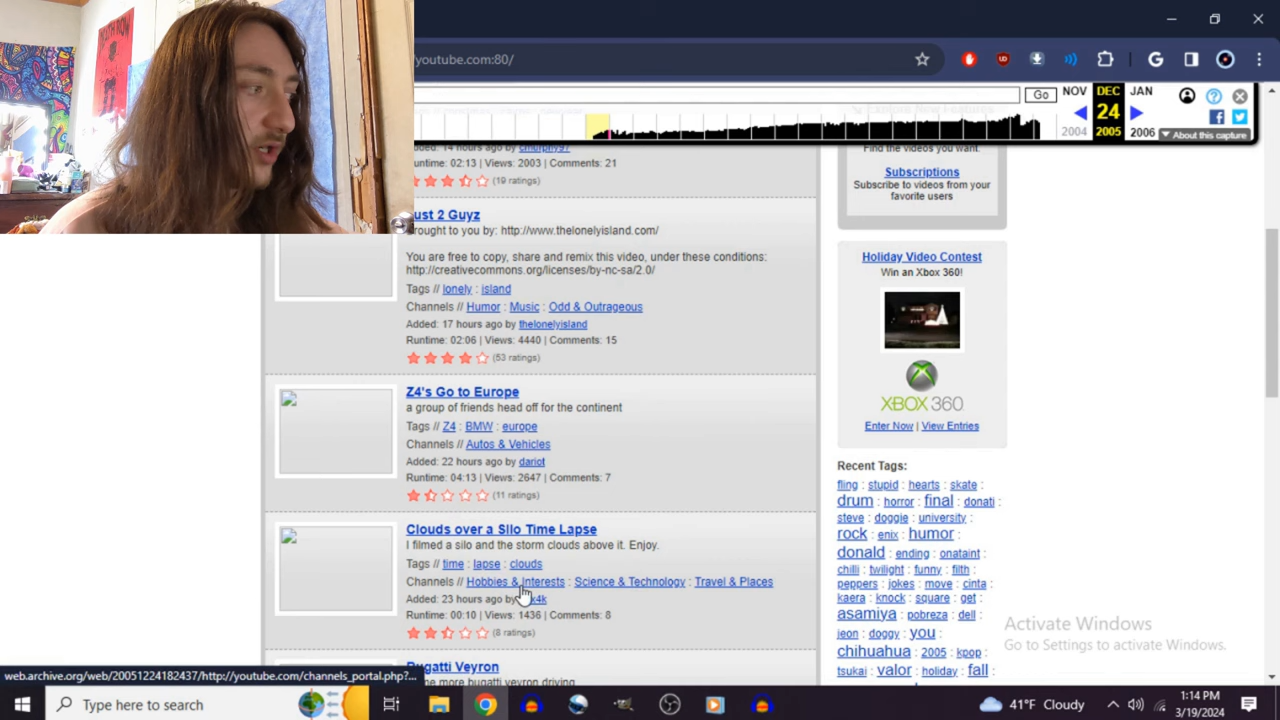 DEATH ROW
youtube.com:80/
Go
NOV DEC JAN
24
2004 2005 2006
About this capture
Added: 14 hours ago by
Runtime: 02:13 | Views: 2003 | Comments: 21
(19 ratings)
Just 2 Guyz
Brought to you by: http://www.thelonelyisland.com/
You are free to copy, share and remix this video, under these conditions:
http://creativecommons.org/licenses/by-nc-sa/2.0/
Tags // lonely : island
Channels // Humor : Music : Odd & Outrageous
Added: 17 hours ago by thelonelyisland
Runtime: 02:06 | Views: 4440 | Comments: 15
(53 ratings)
Z4's Go to Europe
a group of friends head off for the continent
Tags // Z4 : BMW : europe
Channels // Autos & Vehicles
Added: 22 hours ago by dariot
Runtime: 04:13 | Views: 2647 | Comments: 7
(11 ratings)
Clouds over a Silo Time Lapse
I filmed a silo and the storm clouds above it. Enjoy.
Tags // time : lapse : clouds
Channels // Hobbies & Interests : Science & Technology : Travel & Places
Added: 23 hours ago by
Runtime: 00:10 | Views: 1436 | Comments: 8
(8 ratings)
Bugatti Veyron
more bugatti veyron driving
Find the videos you want.
Subscriptions
Subscribe to videos from your
favorite users
Holiday Video Contest
Win an Xbox 360!
XBOX 360
Enter Now | View Entries
Recent Tags:
fling : stupid : hearts : skate :
drum : horror : final : donati :
steve : doggie : university :
rock : enix : humor :
donald : ending : onataint :
chilli : twilight : funny : filth :
peppers : jokes : move : cinta :
kaera : knock : square : get :
asamiya : pobreza : dell :
jeon : doggy : you :
chihuahua : 2005 : kpop :
tsukai : valor : holiday : fall :
Activate Windows
Go to Settings to activate Windows.
web.archive.org/web/20051224182437/http://youtube.com/channels_portal.php?...
Type here to search
41°F Cloudy
1:14 PM
3/19/2024